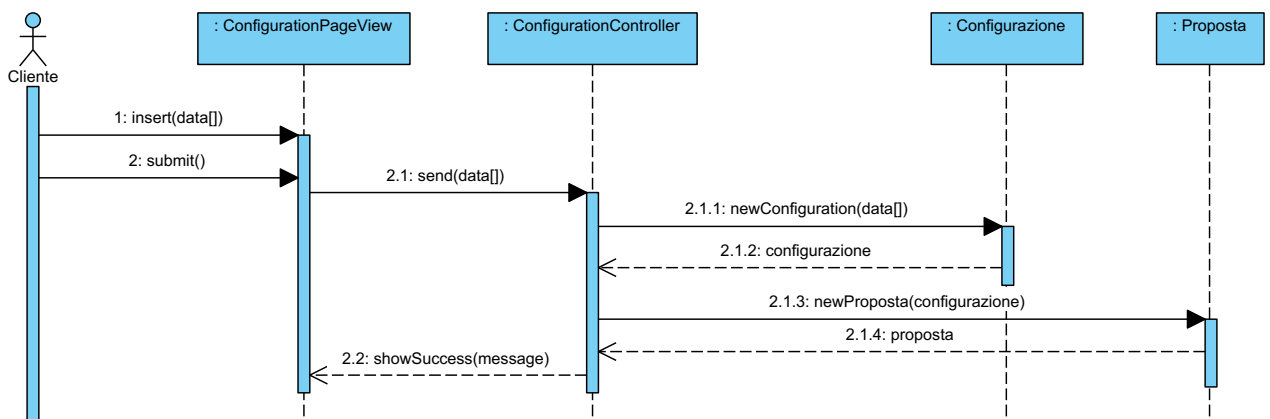 : ConfigurationPageView
: ConfigurationController
: Configurazione
: Proposta
Cliente
1: insert(data[])
2: submit()
2.1: send(data[])
2.1.1: newConfiguration(data[])
2.1.2: configurazione
2.1.3: newProposta(configurazione)
2.1.4: proposta
2.2: showSuccess(message)